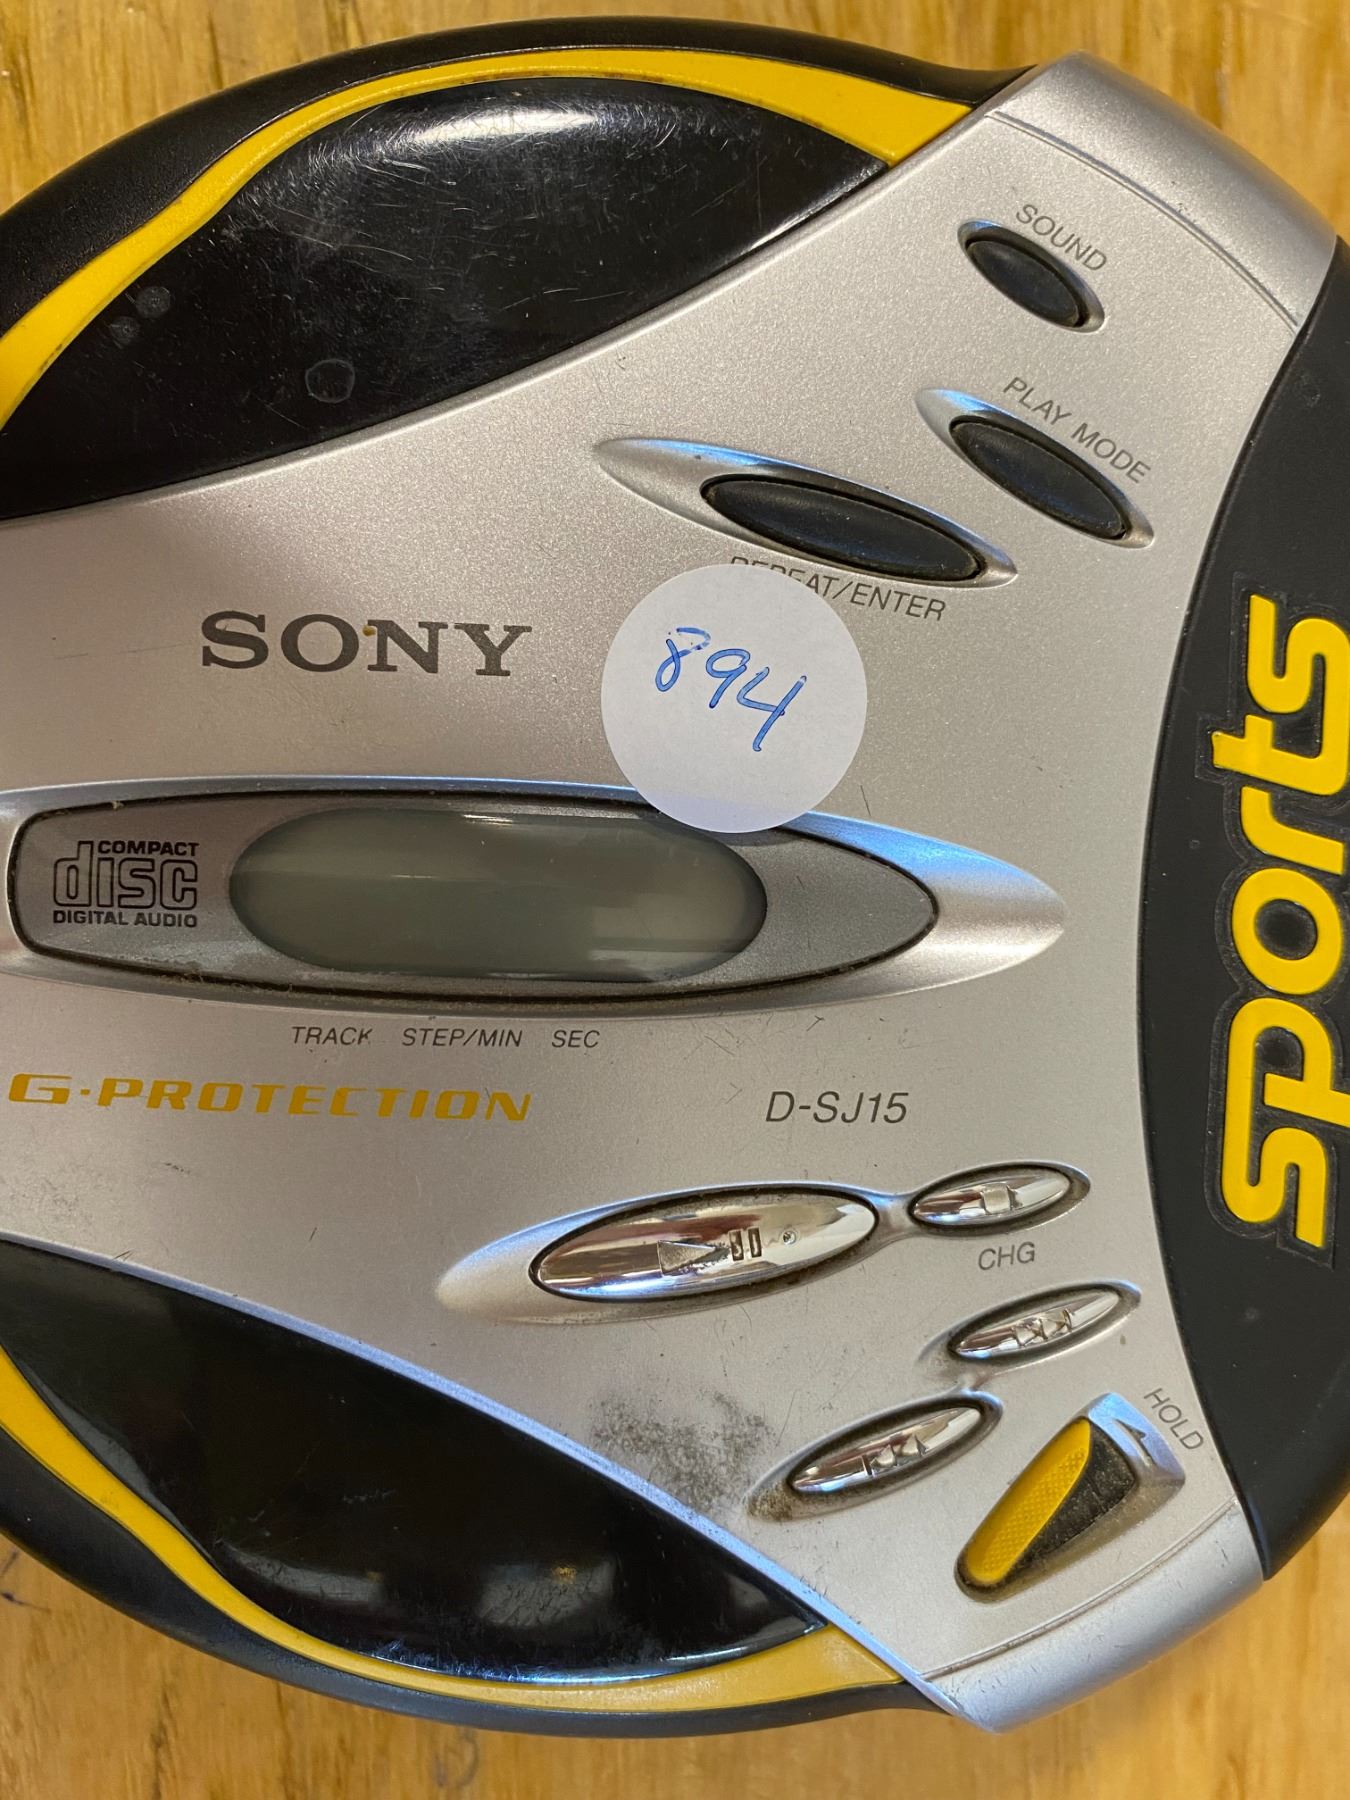 SOUND
PLAY MODE
REPEAT/ENTER
SONY
894
sports
COMPACT
disc
DIGITAL AUDIO
TRACK STEP/MIN SEC
G·PROTECTION
D-SJ15
CHG
HOLD